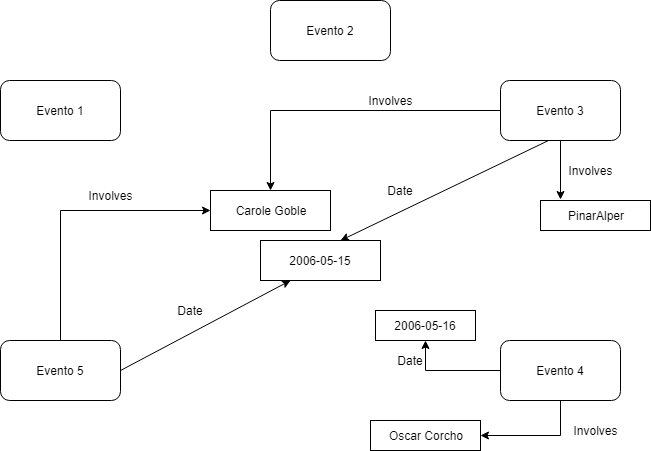 Evento 2
Evento 1
Involves
Evento 3
Involves
Date
Involves
Carole Goble
PinarAlper
2006-05-15
Date
2006-05-16
Date
Evento 5
Evento 4
Oscar Corcho
Involves